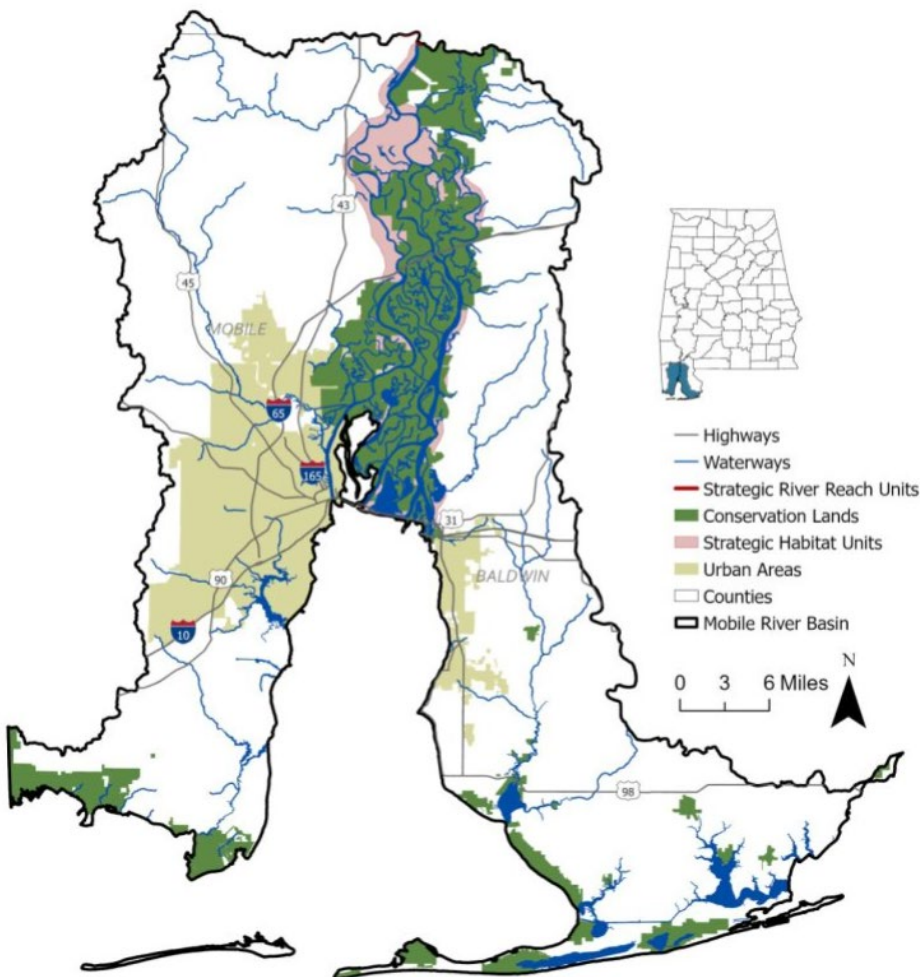 43
45
MOBILE
65
165
31
BALDWIN
90
10
98
Highways
Waterways
Strategic River Reach Units
Conservation Lands
Strategic Habitat Units
Urban Areas
Counties
Mobile River Basin
0 3 6 Miles
N